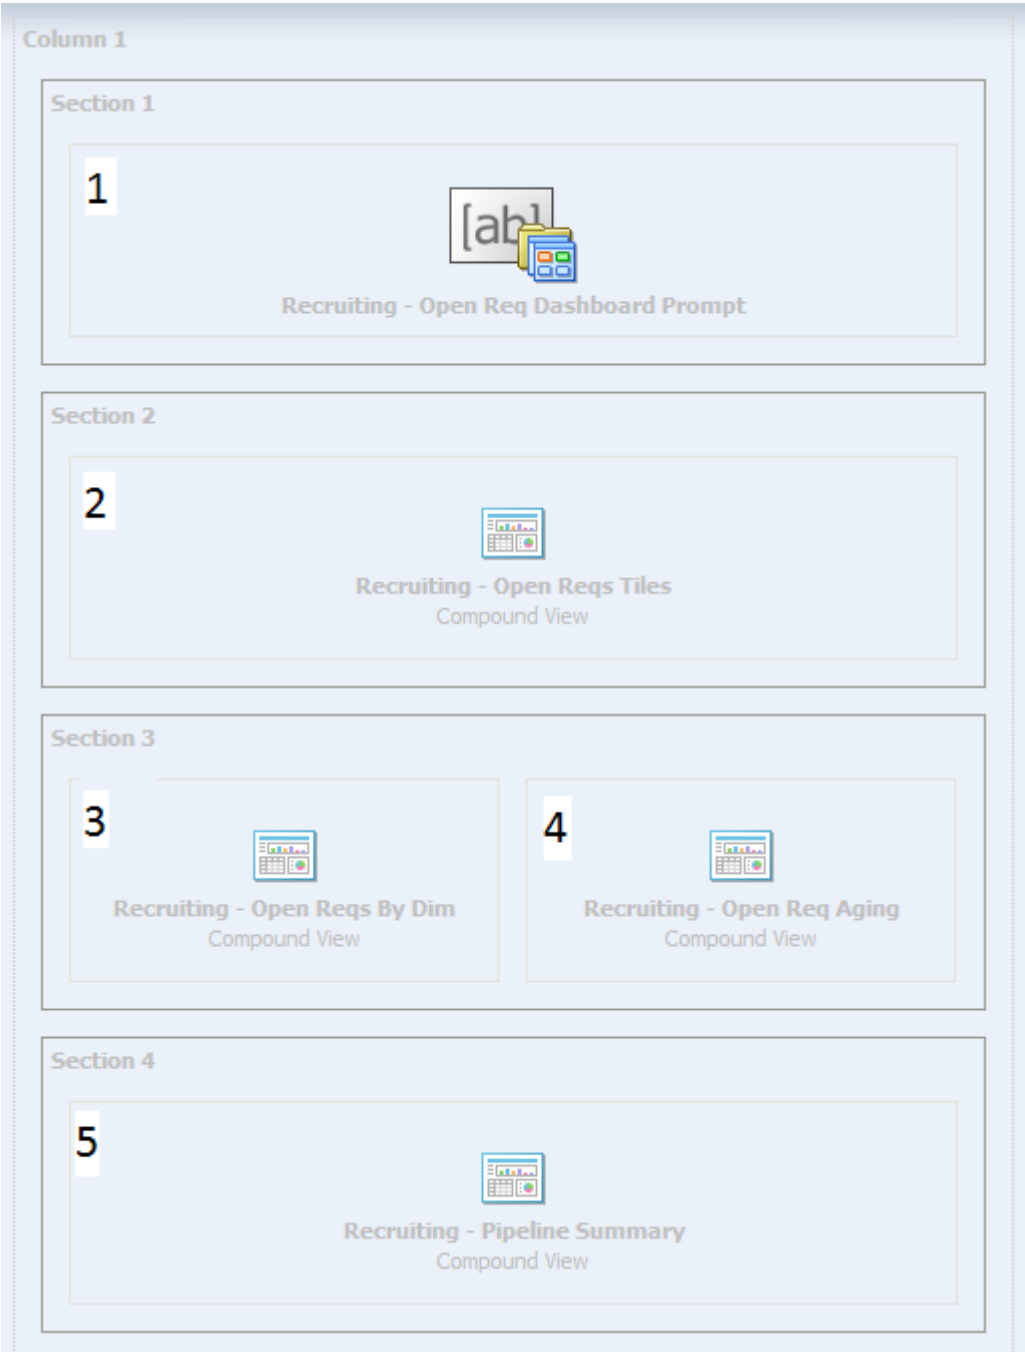 Column 1
Section 1
1
[ab]
Recruiting - Open Req Dashboard Prompt
Section 2
2
Recruiting - Open Reqs Tiles
Compound View
Section 3
3
Recruiting - Open Reqs By Dim
Compound View
4
Recruiting - Open Req Aging
Compound View
Section 4
5
Recruiting - Pipeline Summary
Compound View